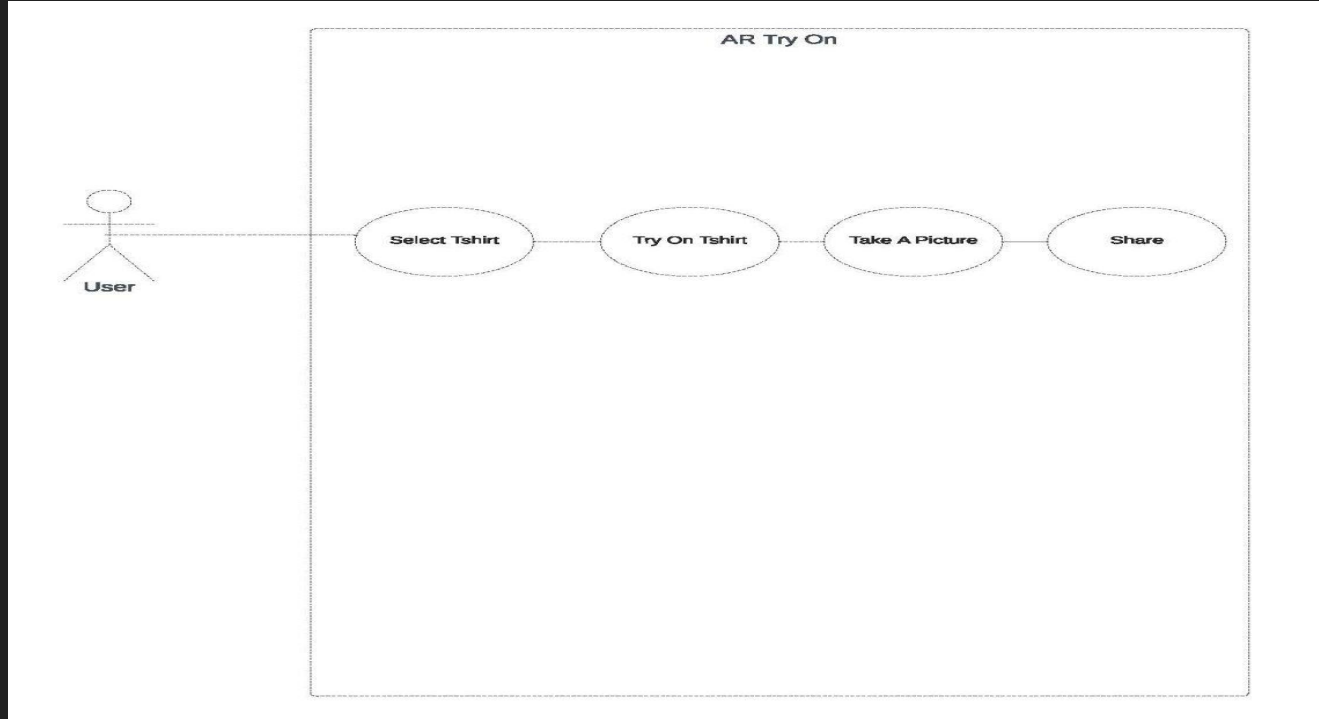 AR Try On
Select Tshirt
Try On Tshirt
Take A Picture
Share
User